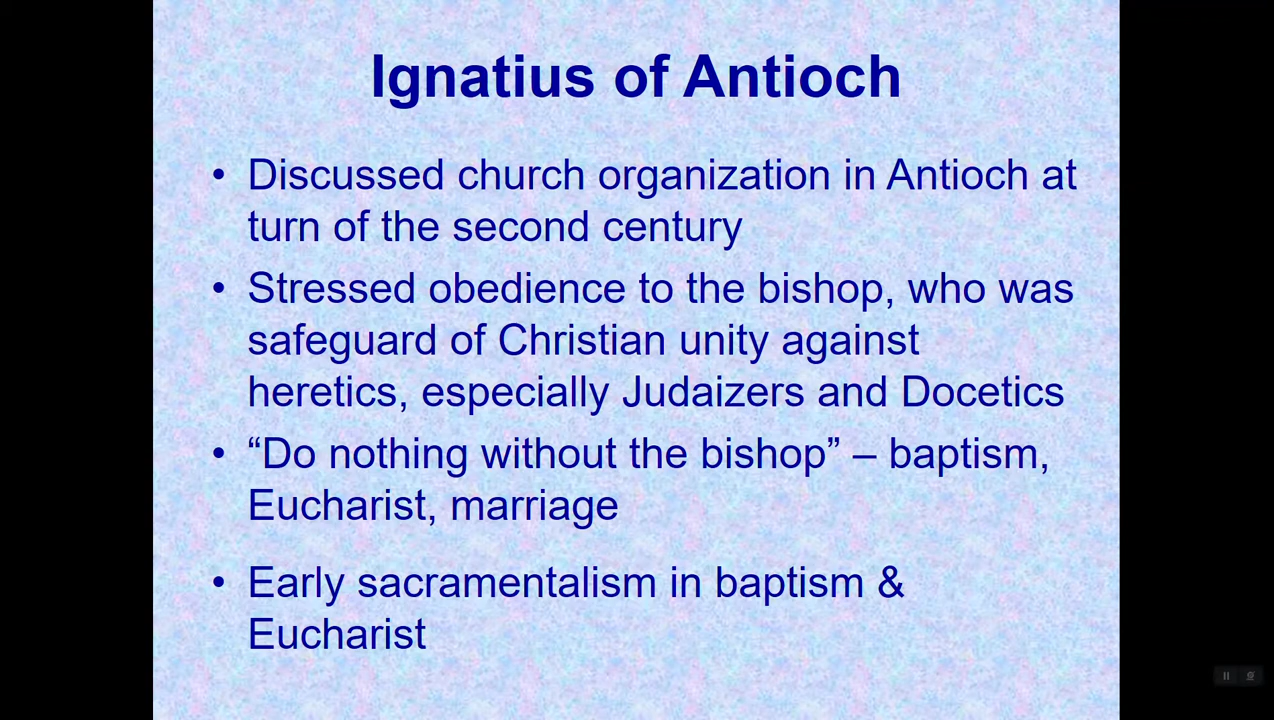 Ignatius of Antioch
• Discussed church organization in Antioch at
turn of the second century
• Stressed obedience to the bishop, who was
safeguard of Christian unity against
heretics, especially Judaizers and Docetics
• “Do nothing without the bishop” – baptism,
Eucharist, marriage
• Early sacramentalism in baptism &
Eucharist